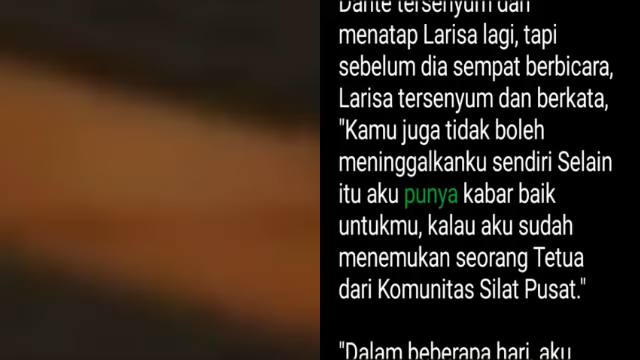 Dante tersenyum dan
menatap Larisa lagi, tapi
sebelum dia sempat berbicara,
Larisa tersenyum dan berkata,
"Kamu juga tidak boleh
meninggalkanku sendiri Selain
itu aku punya kabar baik
untukmu, kalau aku sudah
menemukan seorang Tetua
dari Komunitas Silat Pusat."
"Dalam beberapa hari, aku